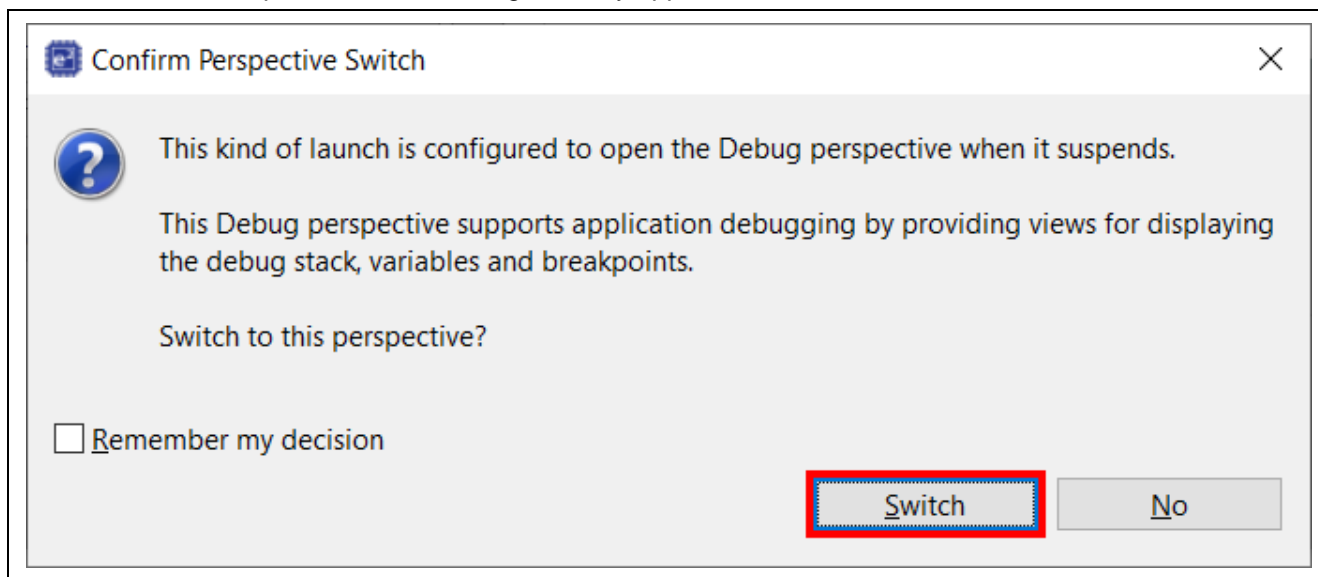 Confirm Perspective Switch
This kind of launch is configured to open the Debug perspective when it suspends.
This Debug perspective supports application debugging by providing views for displaying
the debug stack, variables and breakpoints.
Switch to this perspective?
Remember my decision
Switch No